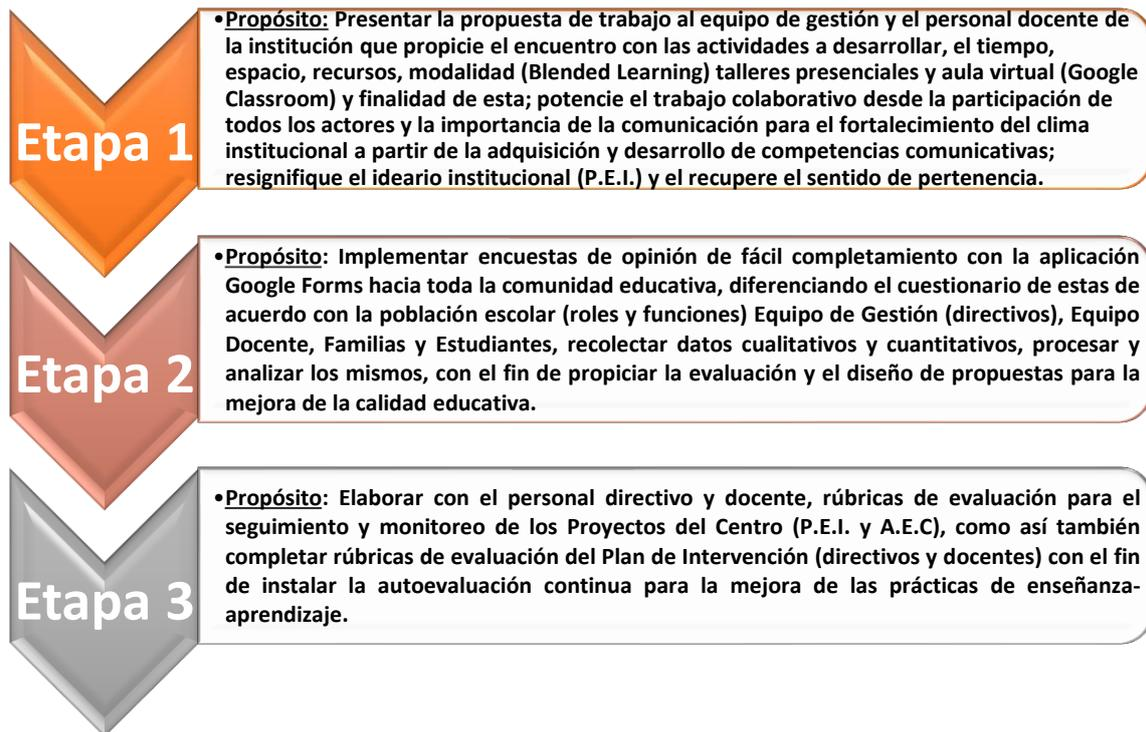 Etapa 1
•Propósito: Presentar la propuesta de trabajo al equipo de gestión y el personal docente de
la institución que propicie el encuentro con las actividades a desarrollar, el tiempo,
espacio, recursos, modalidad (Blended Learning) talleres presenciales y aula virtual (Google
Classroom) y finalidad de esta; potencie el trabajo colaborativo desde la participación de
todos los actores y la importancia de la comunicación para el fortalecimiento del clima
institucional a partir de la adquisición y desarrollo de competencias comunicativas;
resignifique el ideario institucional (P.E.I.) y el recupere el sentido de pertenencia.
Etapa 2
•Propósito: Implementar encuestas de opinión de fácil completamiento con la aplicación
Google Forms hacia toda la comunidad educativa, diferenciando el cuestionario de estas de
acuerdo con la población escolar (roles y funciones) Equipo de Gestión (directivos), Equipo
Docente, Familias y Estudiantes, recolectar datos cualitativos y cuantitativos, procesar y
analizar los mismos, con el fin de propiciar la evaluación y el diseño de propuestas para la
mejora de la calidad educativa.
Etapa 3
•Propósito: Elaborar con el personal directivo y docente, rúbricas de evaluación para el
seguimiento y monitoreo de los Proyectos del Centro (P.E.I. y A.E.C), como así también
completar rúbricas de evaluación del Plan de Intervención (directivos y docentes) con el fin
de instalar la autoevaluación continua para la mejora de las prácticas de enseñanza-
aprendizaje.